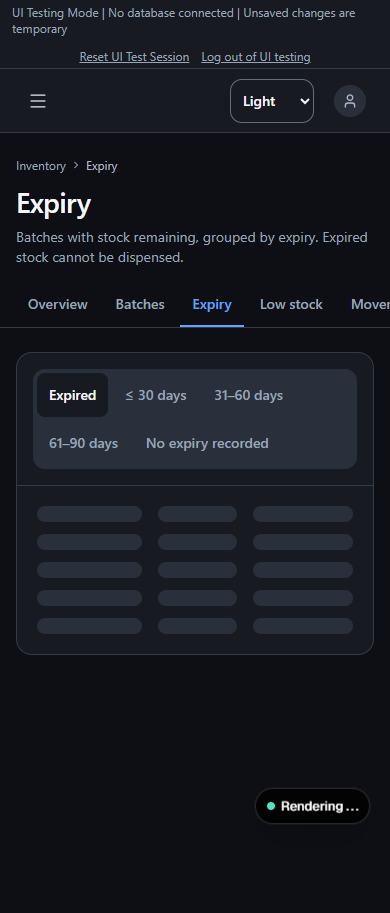 UI Testing Mode | No database connected | Unsaved changes are
temporary
Reset UI Test Session Log out of UI testing
Light
Inventory > Expiry
Expiry
Batches with stock remaining, grouped by expiry. Expired
stock cannot be dispensed.
Overview Batches Expiry Low stock Mover
Expired ≤ 30 days 31–60 days
61–90 days No expiry recorded
Rendering ...